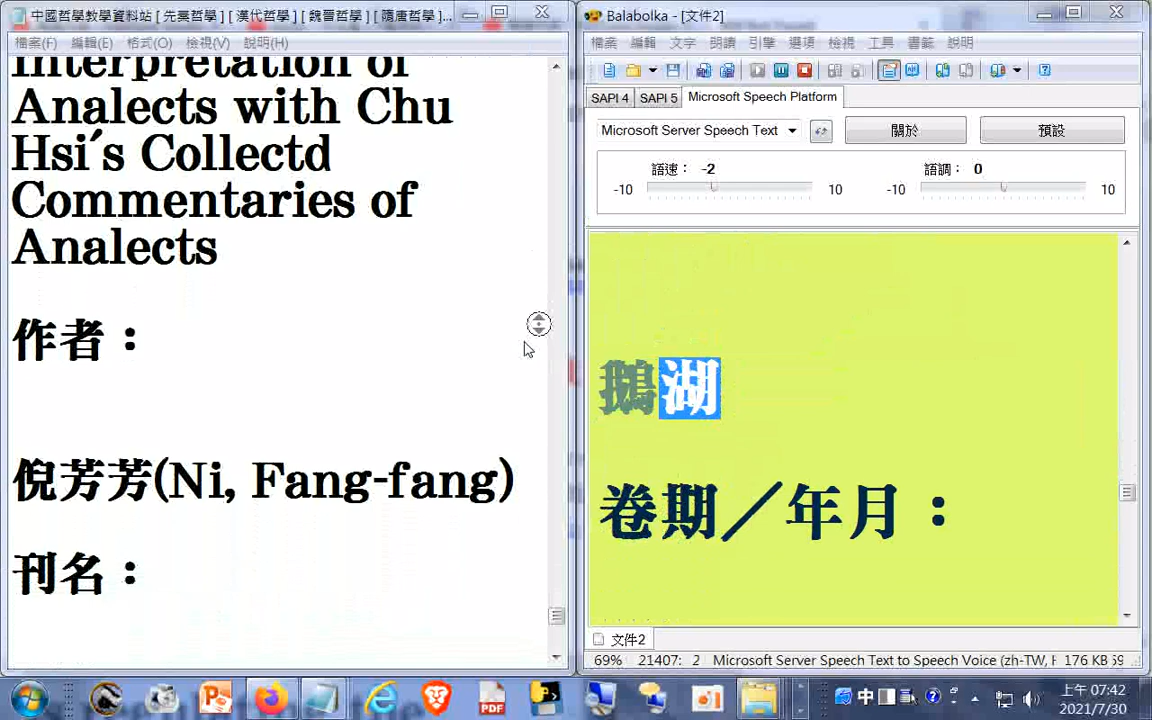 中國哲學教學資料站 [ 先秦哲學 ] [ 漢代哲學 ] [ 魏晉哲學 ] [ 隋唐哲學 ]...
檔案(F) 編輯(E) 格式(O) 檢視(V) 說明(H)
Interpretation of
Analects with Chu
Hsi's Collectd
Commentaries of
Analects
作者：
倪芳芳(Ni, Fang-fang)
刊名：
Balabolka - [文件2]
檔案 編輯 文字 朗讀 引擎 選項 檢視 工具 書籤 說明
SAPI 4 SAPI 5 Microsoft Speech Platform
Microsoft Server Speech Text 關於 預設
語速： -2 語調： 0
-10 10 -10 10
鵝湖
卷期／年月：
文件2
69% 21407: 2 Microsoft Server Speech Text to Speech Voice (zh-TW, 176 KB
中
上午 07:42
2021/7/30